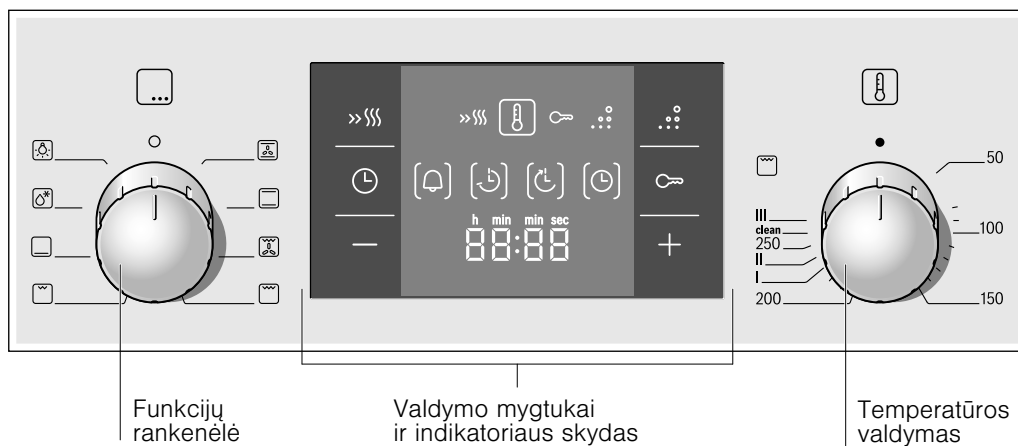 h min min sec
88:88
50
100
150
III
clean
250
II
I
200
Funkcijų
rankenėlė
Valdymo mygtukai
ir indikatoriaus skydas
Temperatūros
valdymas